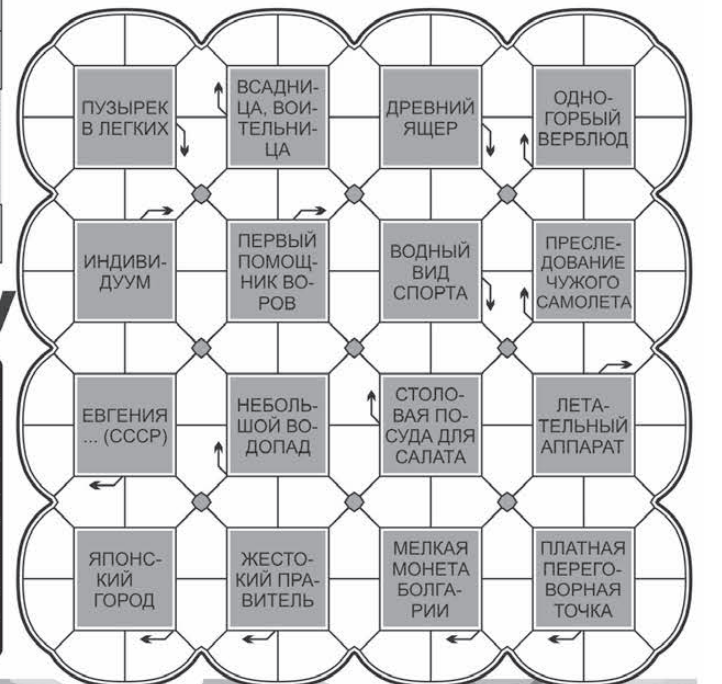 ПУЗЫРЕК
В ЛЕГКИХ
ВСАДНИ-
ЦА, ВОИ-
ТЕЛЬНИ-
ЦА
ДРЕВНИЙ
ЯЩЕР
ОДНО-
ГОРБЫЙ
ВЕРБЛЮД
ИНДИВИ-
ДУУМ
ПЕРВЫЙ
ПОМОЩ-
НИК ВО-
РОВ
ВОДНЫЙ
ВИД
СПОРТА
ПРЕСЛЕ-
ДОВАНИЕ
ЧУЖОГО
САМОЛЕТА
ЕВГЕНИЯ
... (СССР)
НЕБОЛЬ-
ШОЙ ВО-
ДОПАД
СТОЛО-
ВАЯ ПО-
СУДА ДЛЯ
САЛАТА
ЛЕТА-
ТЕЛЬНЫЙ
АППАРАТ
ЯПОНС-
КИЙ
ГОРОД
ЖЕСТО-
КИЙ ПРА-
ВИТЕЛЬ
МЕЛКАЯ
МОНЕТА
БОЛГА-
РИИ
ПЛАТНАЯ
ПЕРЕГО-
ВОРНАЯ
ТОЧКА